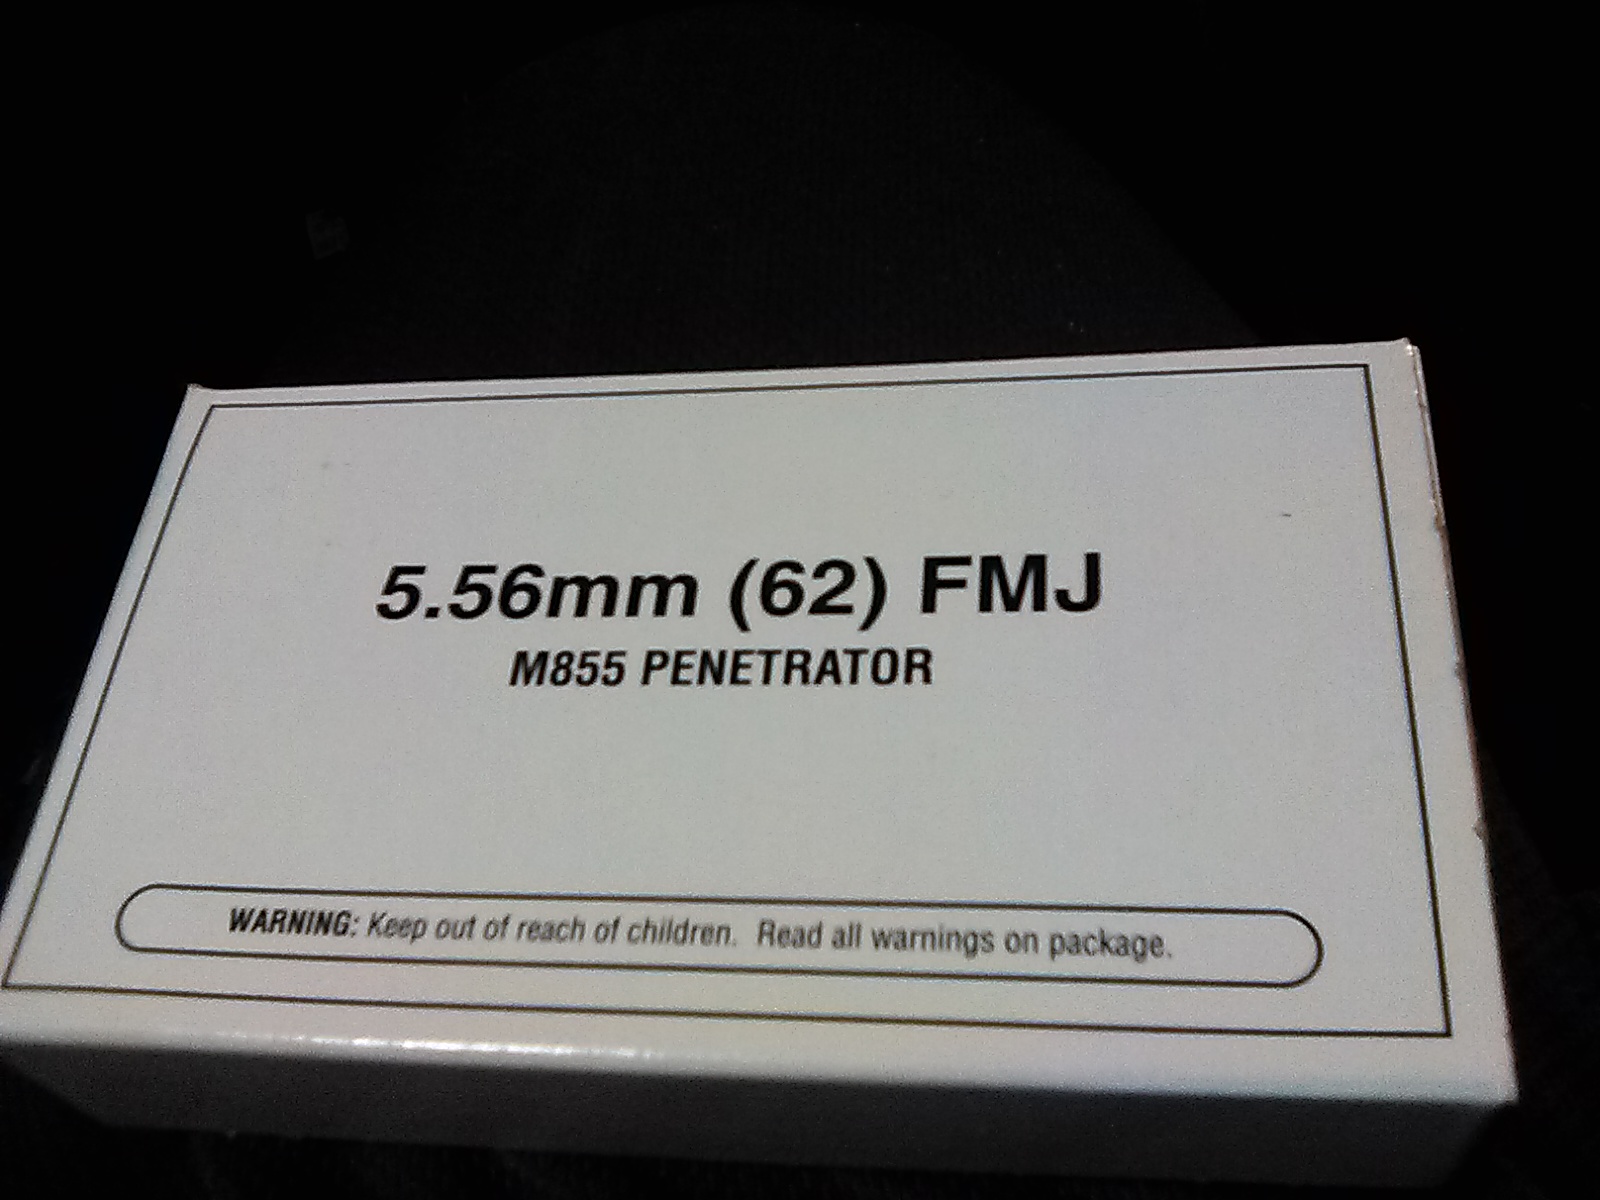 5.56mm (62) FMJ
M855 PENETRATOR
WARNING: Keep out of reach of children. Read all warnings on package.